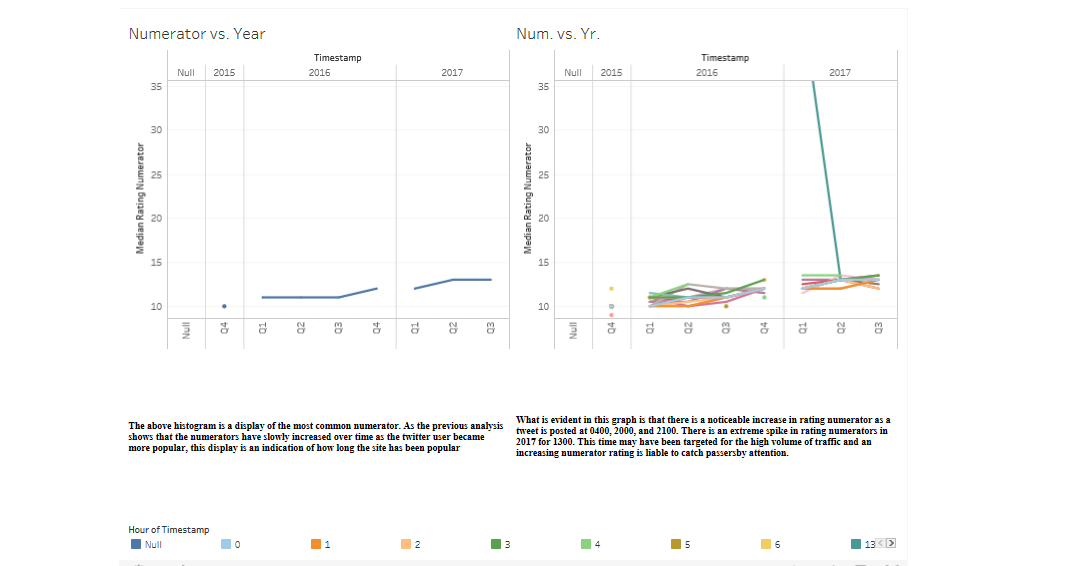 Numerator vs. Year
Num. vs. Yr.
Timestamp
Null 2015 2016 2017
35
30
25
20
15
10
Median Rating Numerator
Null Q4 Q1 Q2 Q3 Q4 Q1 Q2 Q3
Timestamp
Null 2015 2016 2017
35
30
25
20
15
10
Median Rating Numerator
Null Q4 Q1 Q2 Q3 Q4 Q1 Q2 Q3
The above histogram is a display of the most common numerator. As the previous analysis
shows that the numerators have slowly increased over time as the twitter user became
more popular, this display is an indication of how long the site has been popular
What is evident in this graph is that there is a noticeable increase in rating numerator as a
tweet is posted at 0400, 2000, and 2100. There is an extreme spike in rating numerators in
2017 for 1300. This time may have been targeted for the high volume of traffic and an
increasing numerator rating is liable to catch passersby attention.
Hour of Timestamp
Null 0 1 2 3 4 5 6 13